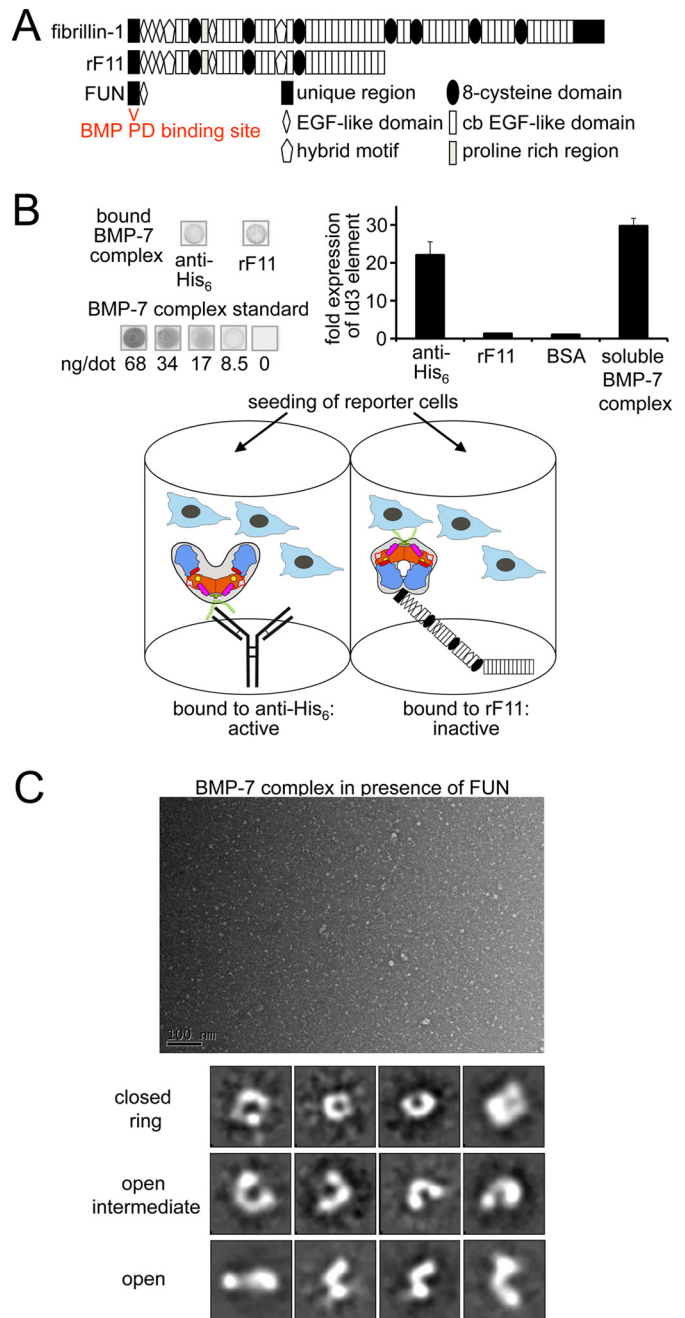 A
fibrillin-1
rF11
FUN
BMP PD binding site
unique region
8-cysteine domain
EGF-like domain
cb EGF-like domain
hybrid motif
proline rich region
B
bound
BMP-7
complex
anti-
His6
rF11
BMP-7 complex standard
ng/dot 68 34 17 8.5 0
fold expression
of Id3 element
30
20
10
0
anti-
His6
rF11
BSA
soluble
BMP-7
complex
seeding of reporter cells
bound to anti-His6:
active
bound to rF11:
inactive
C
BMP-7 complex in presence of FUN
100 nm
closed
ring
open
intermediate
open